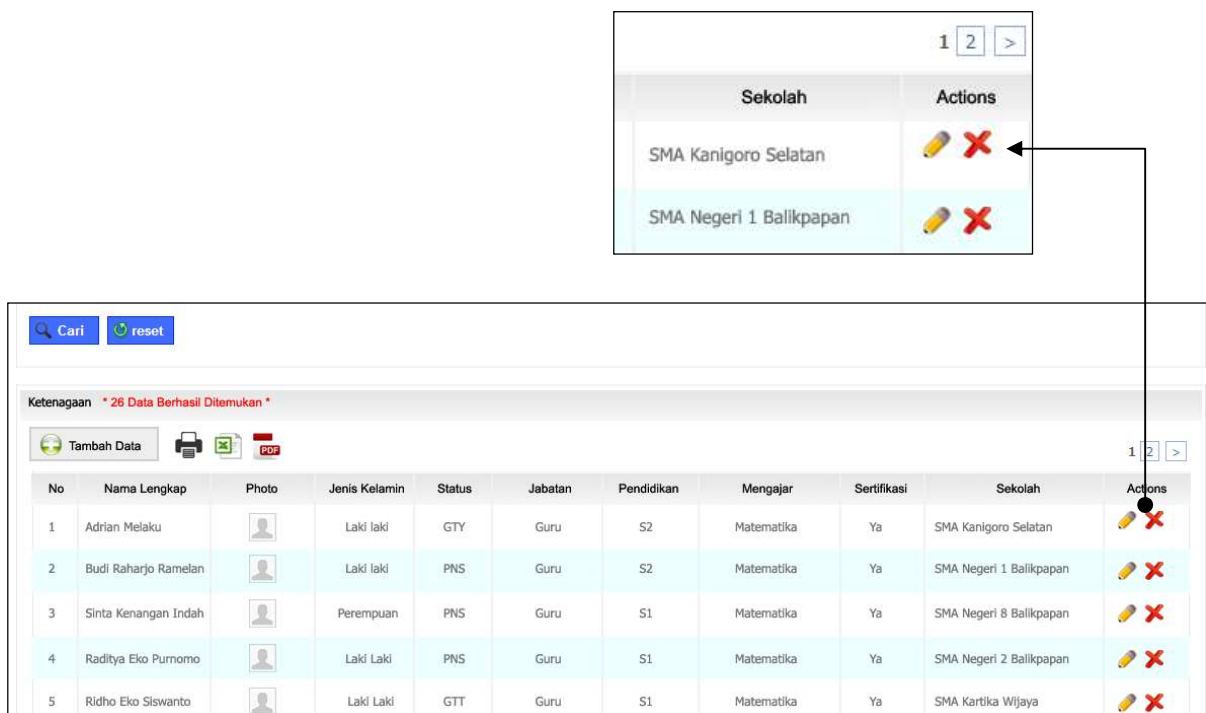 1 2 >
Sekolah Actions
SMA Kanigoro Selatan
SMA Negeri 1 Balikpapan
Cari reset
Ketenagaan * 26 Data Berhasil Ditemukan *
Tambah Data PDF 1 2 >
No Nama Lengkap Photo Jenis Kelamin Status Jabatan Pendidikan Mengajar Sertifikasi Sekolah Actions
1 Adrian Melaku Laki laki GTY Guru S2 Matematika Ya SMA Kanigoro Selatan
2 Budi Raharjo Ramelan Laki laki PNS Guru S2 Matematika Ya SMA Negeri 1 Balikpapan
3 Sinta Kenangan Indah Perempuan PNS Guru S1 Matematika Ya SMA Negeri 8 Balikpapan
4 Raditya Eko Purnomo Laki Laki PNS Guru S1 Matematika Ya SMA Negeri 2 Balikpapan
5 Ridho Eko Siswanto Laki Laki GTT Guru S1 Matematika Ya SMA Kartika Wijaya